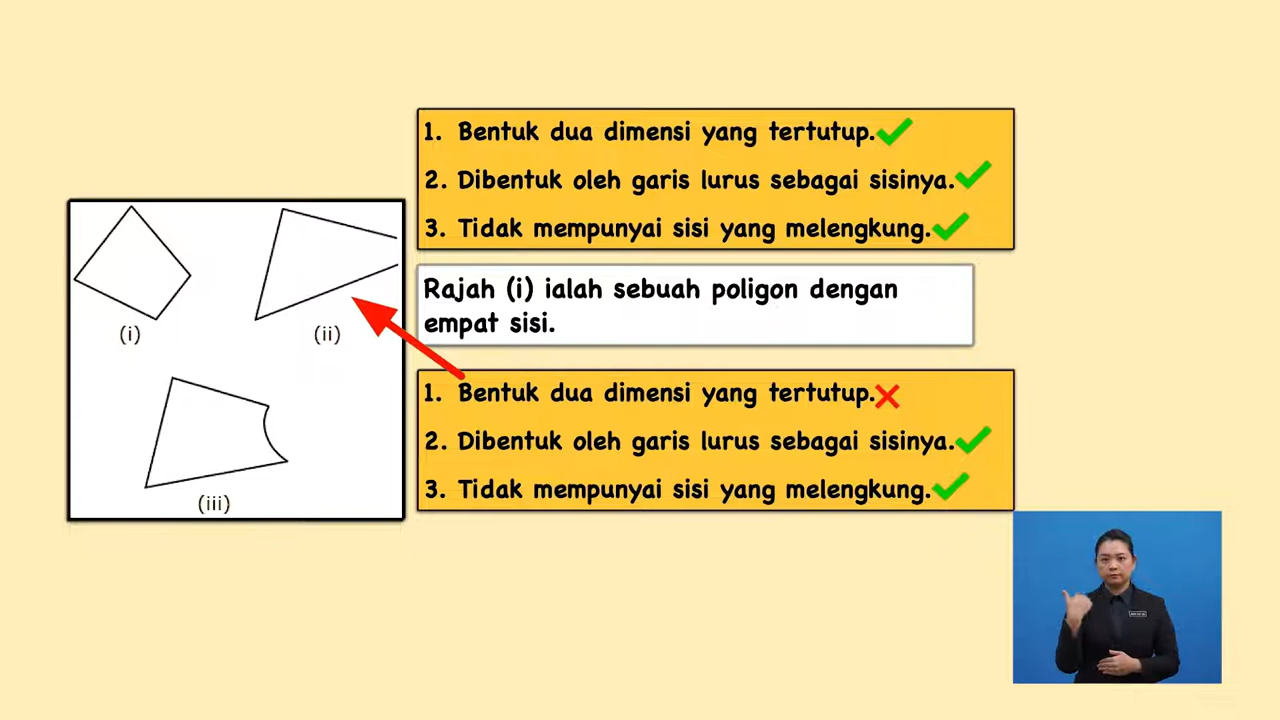 1. Bentuk dua dimensi yang tertutup.
2. Dibentuk oleh garis lurus sebagai sisinya.
3. Tidak mempunyai sisi yang melengkung.
(i)
(ii)
(iii)
Rajah (i) ialah sebuah poligon dengan
empat sisi.
1. Bentuk dua dimensi yang tertutup.
2. Dibentuk oleh garis lurus sebagai sisinya.
3. Tidak mempunyai sisi yang melengkung.